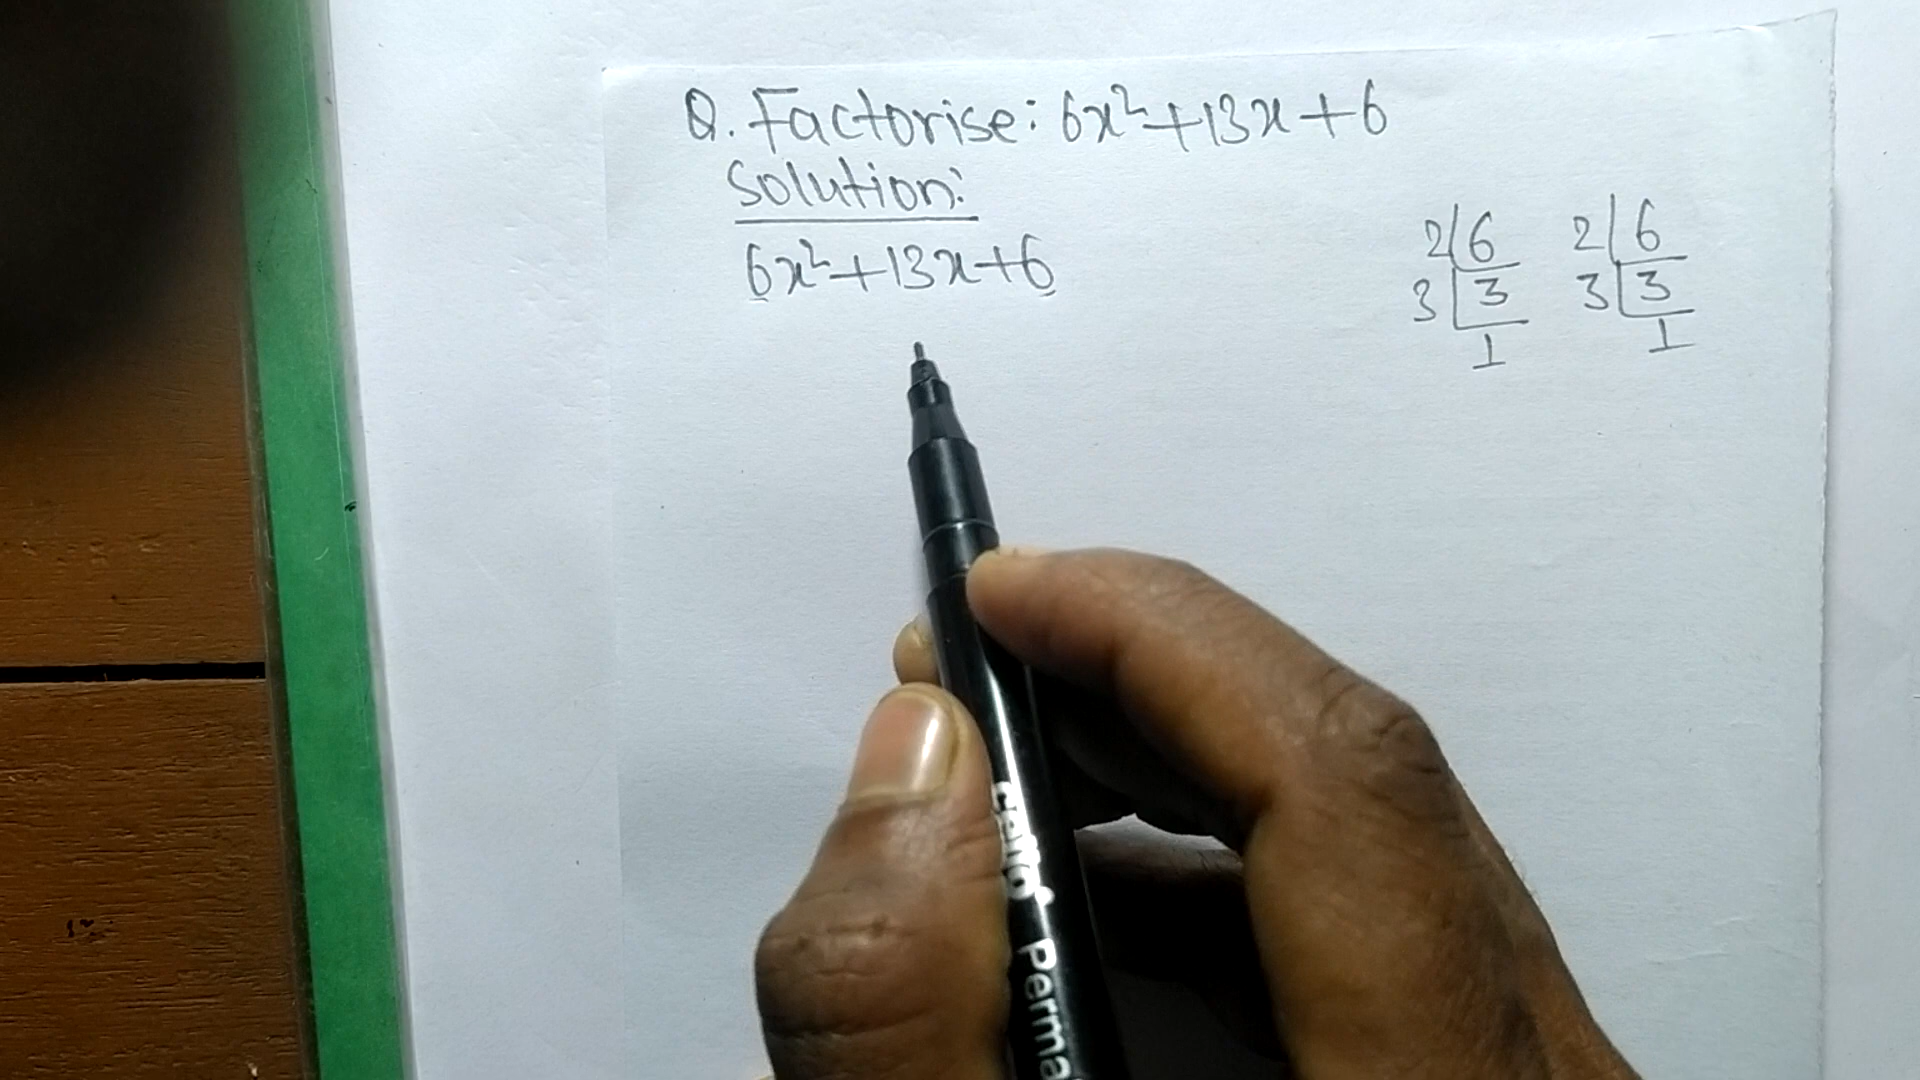 Q. Factorise: 6x²+13x+6
Solution:
6x²+13x+6
2 6 2 6
3 3 3 3
1 1
cello Perma